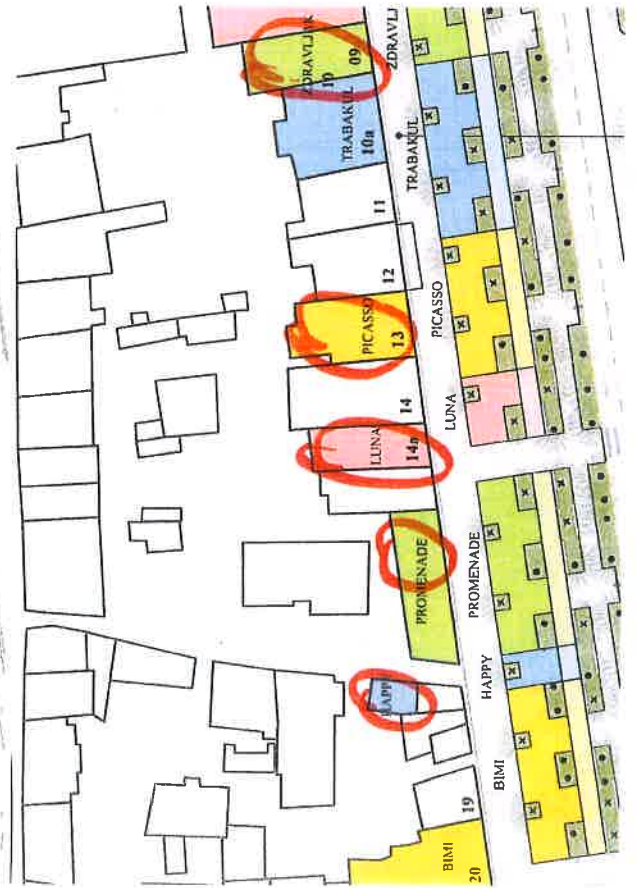 ZDRAVLJAK
09
10
TRABAKUL
10a
11
12
PICASSO
13
14
LUNA
14a
PROMENADE
HAPP
19
BIMI
20
ZDRAVLJ
TRABAKUL
PICASSO
LUNA
PROMENADE
HAPPY
BIMI